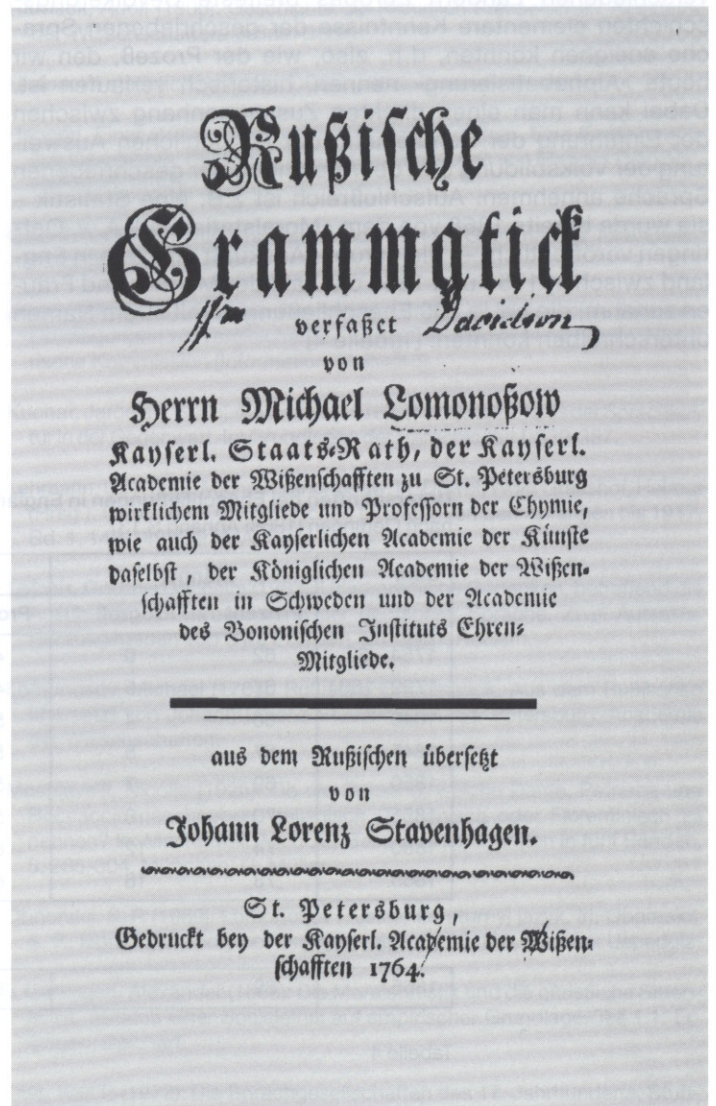 Rußische
Grammatick
verfaßet Davidson
von
Herrn Michael Lomonoßow
Kayserl. Staats-Rath, der Kayserl.
Academie der Wißenschafften zu St. Petersburg
wircklichem Mitgliede und Professorn der Chymie,
wie auch der Kayserlichen Academie der Künste
daselbst, der Königlichen Academie der Wißen-
schafften in Schweden und der Academie
des Bononischen Instituts Ehren-
Mitgliede.
aus dem Rußischen übersetzt
von
Johann Lorenz Stavenhagen.
St. Petersburg,
Gedruckt bey der Kayserl. Academie der Wißen-
schafften 1764.